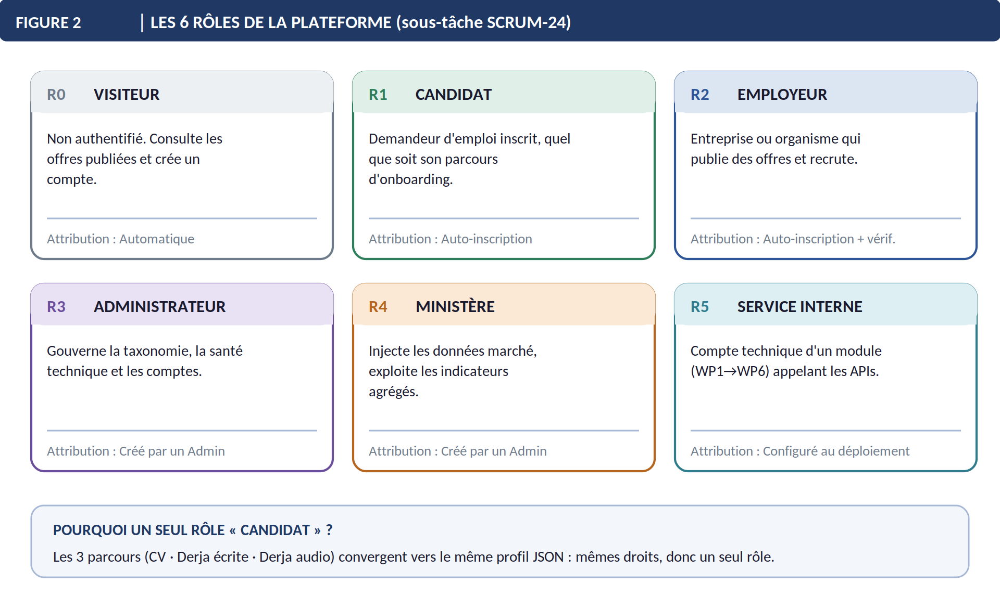 FIGURE 2 | LES 6 RÔLES DE LA PLATEFORME (sous-tâche SCRUM-24)
R0 VISITEUR
Non authentifié. Consulte les
offres publiées et crée un
compte.
Attribution : Automatique
R1 CANDIDAT
Demandeur d'emploi inscrit, quel
que soit son parcours
d'onboarding.
Attribution : Auto-inscription
R2 EMPLOYEUR
Entreprise ou organisme qui
publie des offres et recrute.
Attribution : Auto-inscription + vérif.
R3 ADMINISTRATEUR
Gouverne la taxonomie, la santé
technique et les comptes.
Attribution : Créé par un Admin
R4 MINISTÈRE
Injecte les données marché,
exploite les indicateurs
agrégés.
Attribution : Créé par un Admin
R5 SERVICE INTERNE
Compte technique d'un module
(WP1→WP6) appelant les APIs.
Attribution : Configuré au déploiement
POURQUOI UN SEUL RÔLE « CANDIDAT » ?
Les 3 parcours (CV · Derja écrite · Derja audio) convergent vers le même profil JSON : mêmes droits, donc un seul rôle.